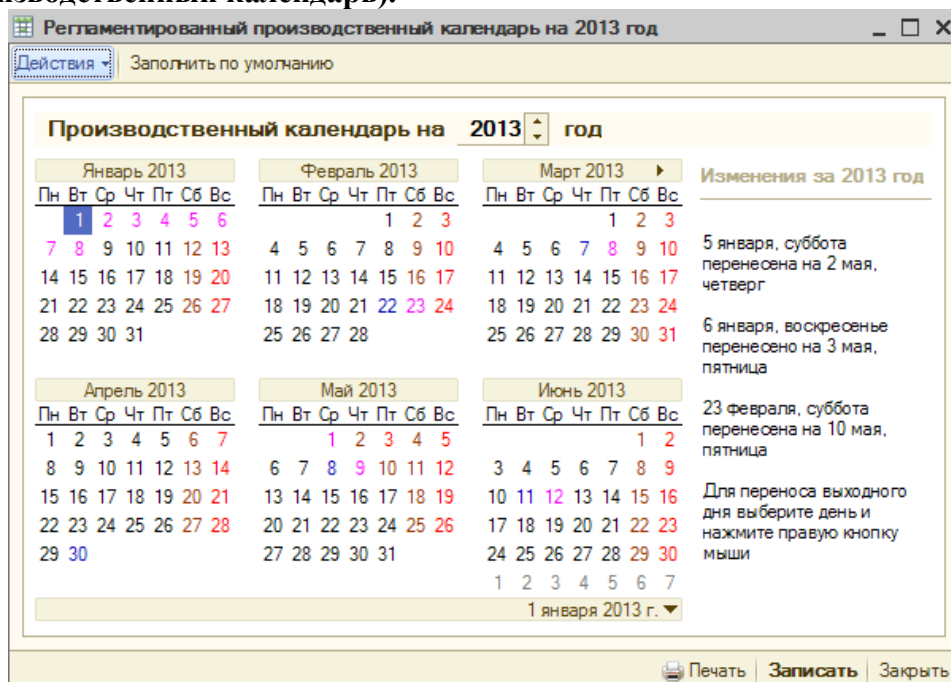 изводственный календарь).
Регламентированный производственный календарь на 2013 год
Действия Заполнить по умолчанию
Производственный календарь на 2013 год
Январь 2013 Февраль 2013 Март 2013
Пн Вт Ср Чт Пт Сб Вс Пн Вт Ср Чт Пт Сб Вс Пн Вт Ср Чт Пт Сб Вс
1 2 3 4 5 6 1 2 3 1 2 3
7 8 9 10 11 12 13 4 5 6 7 8 9 10 4 5 6 7 8 9 10
14 15 16 17 18 19 20 11 12 13 14 15 16 17 11 12 13 14 15 16 17
21 22 23 24 25 26 27 18 19 20 21 22 23 24 18 19 20 21 22 23 24
28 29 30 31 25 26 27 28 25 26 27 28 29 30 31
Апрель 2013 Май 2013 Июнь 2013
Пн Вт Ср Чт Пт Сб Вс Пн Вт Ср Чт Пт Сб Вс Пн Вт Ср Чт Пт Сб Вс
1 2 3 4 5 6 7 1 2 3 4 5 1 2
8 9 10 11 12 13 14 6 7 8 9 10 11 12 3 4 5 6 7 8 9
15 16 17 18 19 20 21 13 14 15 16 17 18 19 10 11 12 13 14 15 16
22 23 24 25 26 27 28 20 21 22 23 24 25 26 17 18 19 20 21 22 23
29 30 27 28 29 30 31 24 25 26 27 28 29 30
1 2 3 4 5 6 7
1 января 2013 г.
Изменения за 2013 год
5 января, суббота
перенесена на 2 мая,
четверг
6 января, воскресенье
перенесено на 3 мая,
пятница
23 февраля, суббота
перенесена на 10 мая,
пятница
Для переноса выходного
дня выберите день и
нажмите правую кнопку
мыши
Печать Записать Закрыть